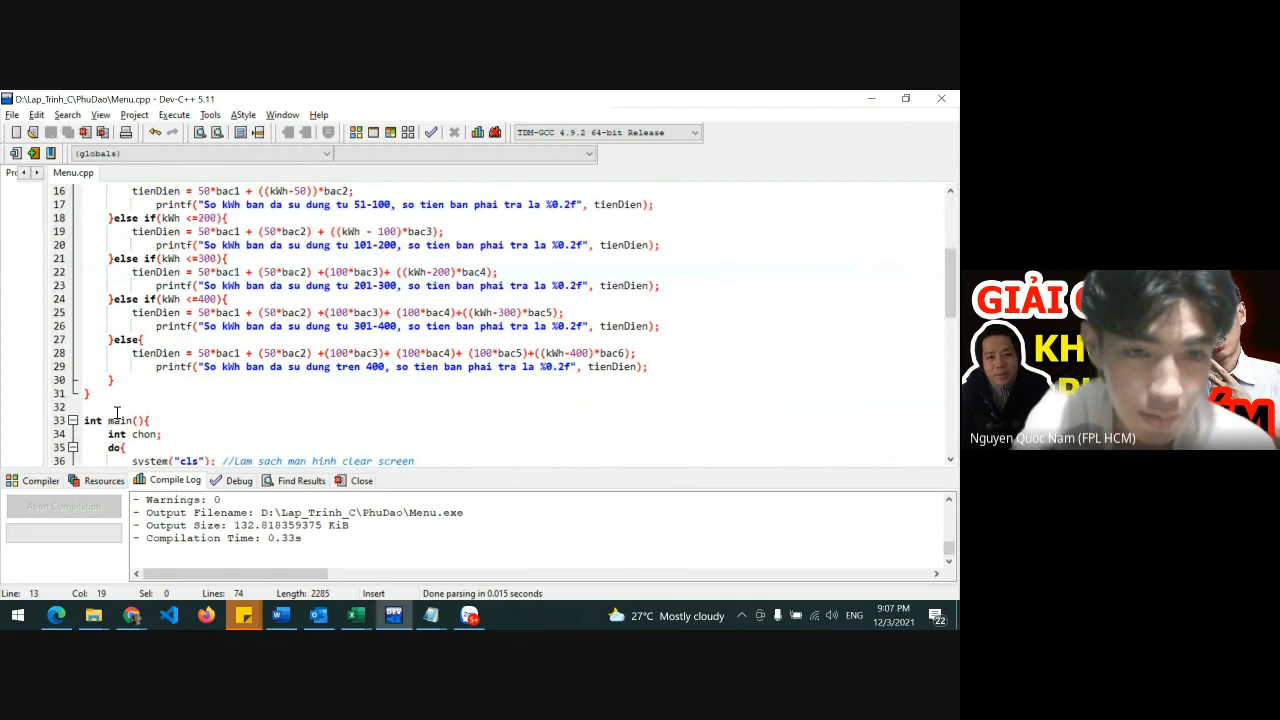 D:\Lap_Trinh_C\PhuDao\Menu.cpp - Dev-C++ 5.11
File Edit Search View Project Execute Tools AStyle Window Help
TDM-GCC 4.9.2 64-bit Release
(globals)
Menu.cpp
16 tienDien = 50*bac1 + ((kWh-50))*bac2;
17 printf("So kWh ban da su dung tu 51-100, so tien ban phai tra la %0.2f", tienDien);
18 }else if(kWh <=200){
19 tienDien = 50*bac1 + (50*bac2) + ((kWh - 100)*bac3);
20 printf("So kWh ban da su dung tu 101-200, so tien ban phai tra la %0.2f", tienDien);
21 }else if(kWh <=300){
22 tienDien = 50*bac1 + (50*bac2) +(100*bac3)+ ((kWh-200)*bac4);
23 printf("So kWh ban da su dung tu 201-300, so tien ban phai tra la %0.2f", tienDien);
24 }else if(kWh <=400){
25 tienDien = 50*bac1 + (50*bac2) +(100*bac3)+ (100*bac4)+((kWh-300)*bac5);
26 printf("So kWh ban da su dung tu 301-400, so tien ban phai tra la %0.2f", tienDien);
27 }else{
28 tienDien = 50*bac1 + (50*bac2) +(100*bac3)+ (100*bac4)+ (100*bac5)+((kWh-400)*bac6);
29 printf("So kWh ban da su dung tren 400, so tien ban phai tra la %0.2f", tienDien);
30 }
31 }
32
33 int main(){
34 int chon;
35 do{
36 system("cls"); //Lam sach man hinh clear screen
Compiler Resources Compile Log Debug Find Results Close
Abort Compilation
- Warnings: 0
- Output Filename: D:\Lap_Trinh_C\PhuDao\Menu.exe
- Output Size: 132.818359375 KiB
- Compilation Time: 0.33s
Line: 13 Col: 19 Sel: 0 Lines: 74 Length: 2285 Insert Done parsing in 0.015 seconds
27°C Mostly cloudy ENG
9:07 PM
12/3/2021
22
GIẢI
KH
Nguyen Quoc Nam (FPL HCM)